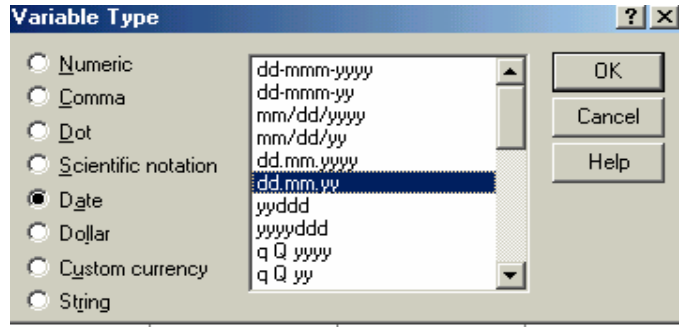 Variable Type
Numeric
Comma
Dot
Scientific notation
Date
Dollar
Custom currency
String
dd-mmm-yyyy
dd-mmm-yy
mm/dd/yyyy
mm/dd/yy
dd.mm.yyyy
dd.mm.yy
yyddd
yyyyddd
q Q yyyy
q Q yy
OK
Cancel
Help